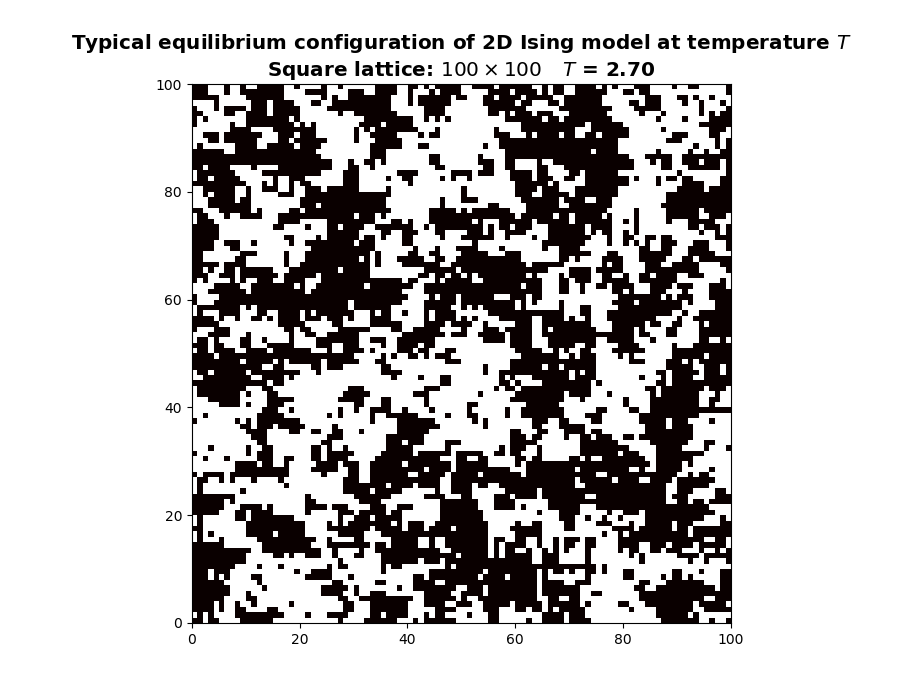 Typical equilibrium configuration of 2D Ising model at temperature T
Square lattice: 100 × 100 T = 2.70
100
80
60
40
20
0
0 20 40 60 80 100